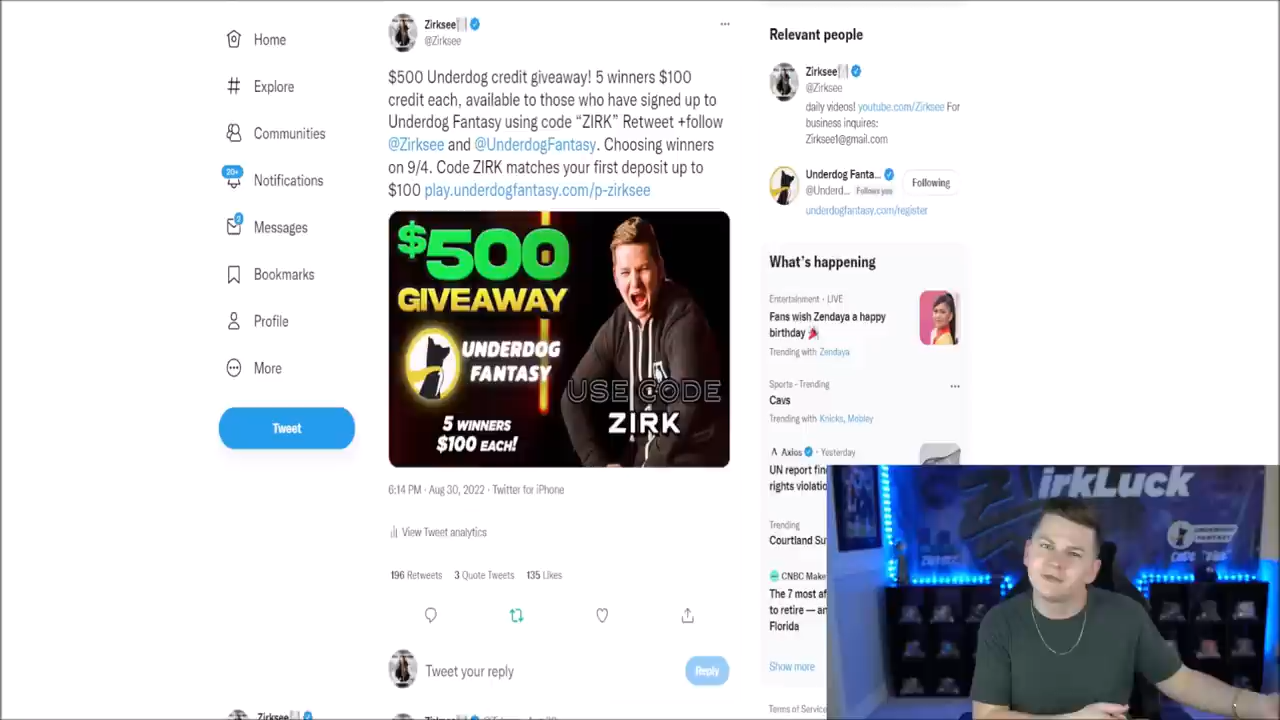 Home
Explore
Communities
20+
Notifications
Messages
Bookmarks
Profile
More
Tweet
Zirksee
@Zirksee
$500 Underdog credit giveaway! 5 winners $100
credit each, available to those who have signed up to
Underdog Fantasy using code “ZIRK” Retweet +follow
@Zirksee and @UnderdogFantasy. Choosing winners
on 9/4. Code ZIRK matches your first deposit up to
$100 play.underdogfantasy.com/p-zirksee
$500
GIVEAWAY
UNDERDOG
FANTASY
5 WINNERS
$100 EACH!
USE CODE
ZIRK
6:14 PM · Aug 30, 2022 · Twitter for iPhone
View Tweet analytics
196 Retweets 3 Quote Tweets 135 Likes
Tweet your reply
Reply
Zirksee
Relevant people
Zirksee
@Zirksee
daily videos! youtube.com/Zirksee For
business inquires:
Zirksee1@gmail.com
Underdog Fanta...
@Underd... Follows you
Following
underdogfantasy.com/register
What's happening
Entertainment · LIVE
Fans wish Zendaya a happy
birthday
Trending with Zendaya
Sports · Trending
Cavs
Trending with Knicks, Mobley
Axios · Yesterday
UN report fin
rights violatio
Trending
Courtland Su
CNBC Make
The 7 most af
to retire — an
Florida
Show more
Terms of Service
irkLuck